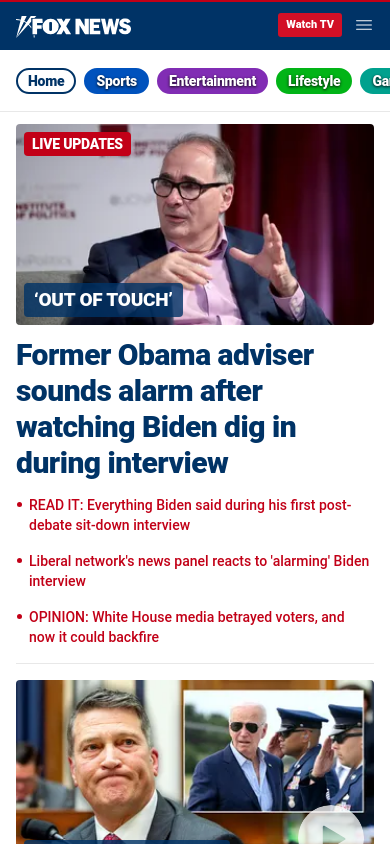 FOX NEWS
Watch TV
Home
Sports
Entertainment
Lifestyle
Ga
LIVE UPDATES
INSTITUTE
OF POLITICS
‘OUT OF TOUCH’
Former Obama adviser
sounds alarm after
watching Biden dig in
during interview
• READ IT: Everything Biden said during his first post-
debate sit-down interview
• Liberal network's news panel reacts to 'alarming' Biden
interview
• OPINION: White House media betrayed voters, and
now it could backfire